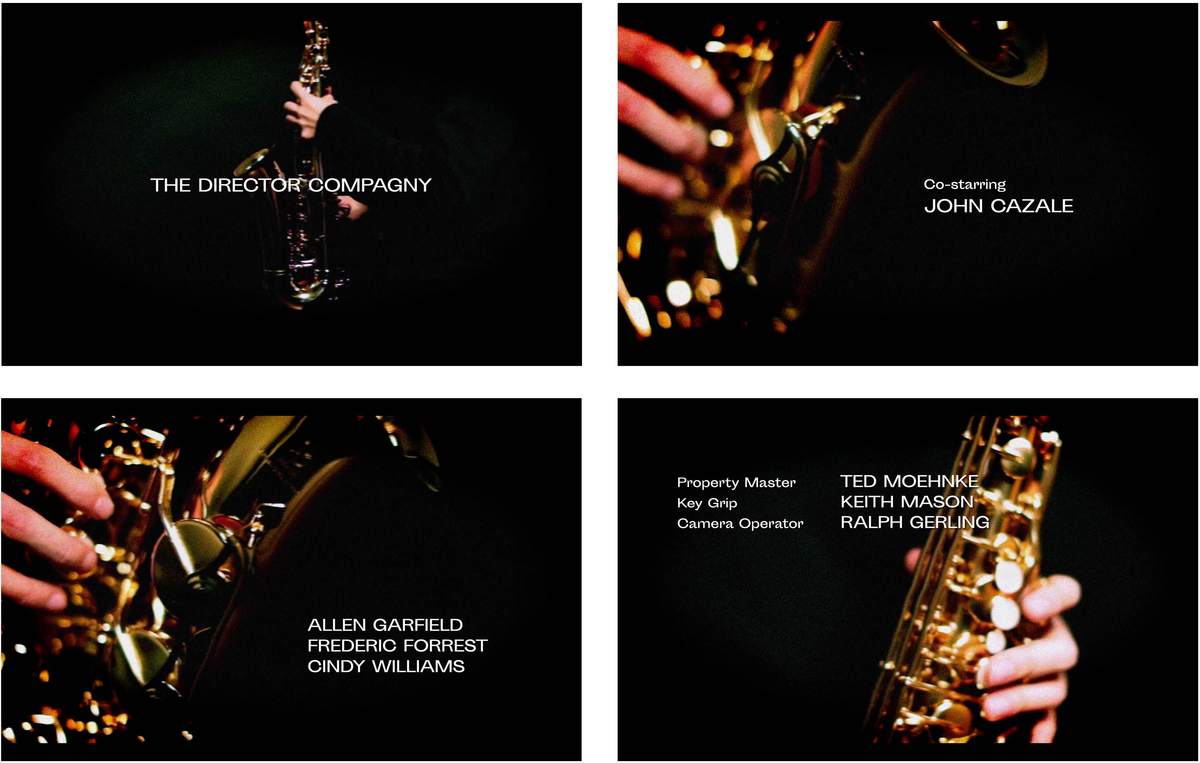 THE DIRECTOR COMPAGNY
Co-starring
JOHN CAZALE
ALLEN GARFIELD
FREDERIC FORREST
CINDY WILLIAMS
Property Master TED MOEHNKE
Key Grip KEITH MASON
Camera Operator RALPH GERLING